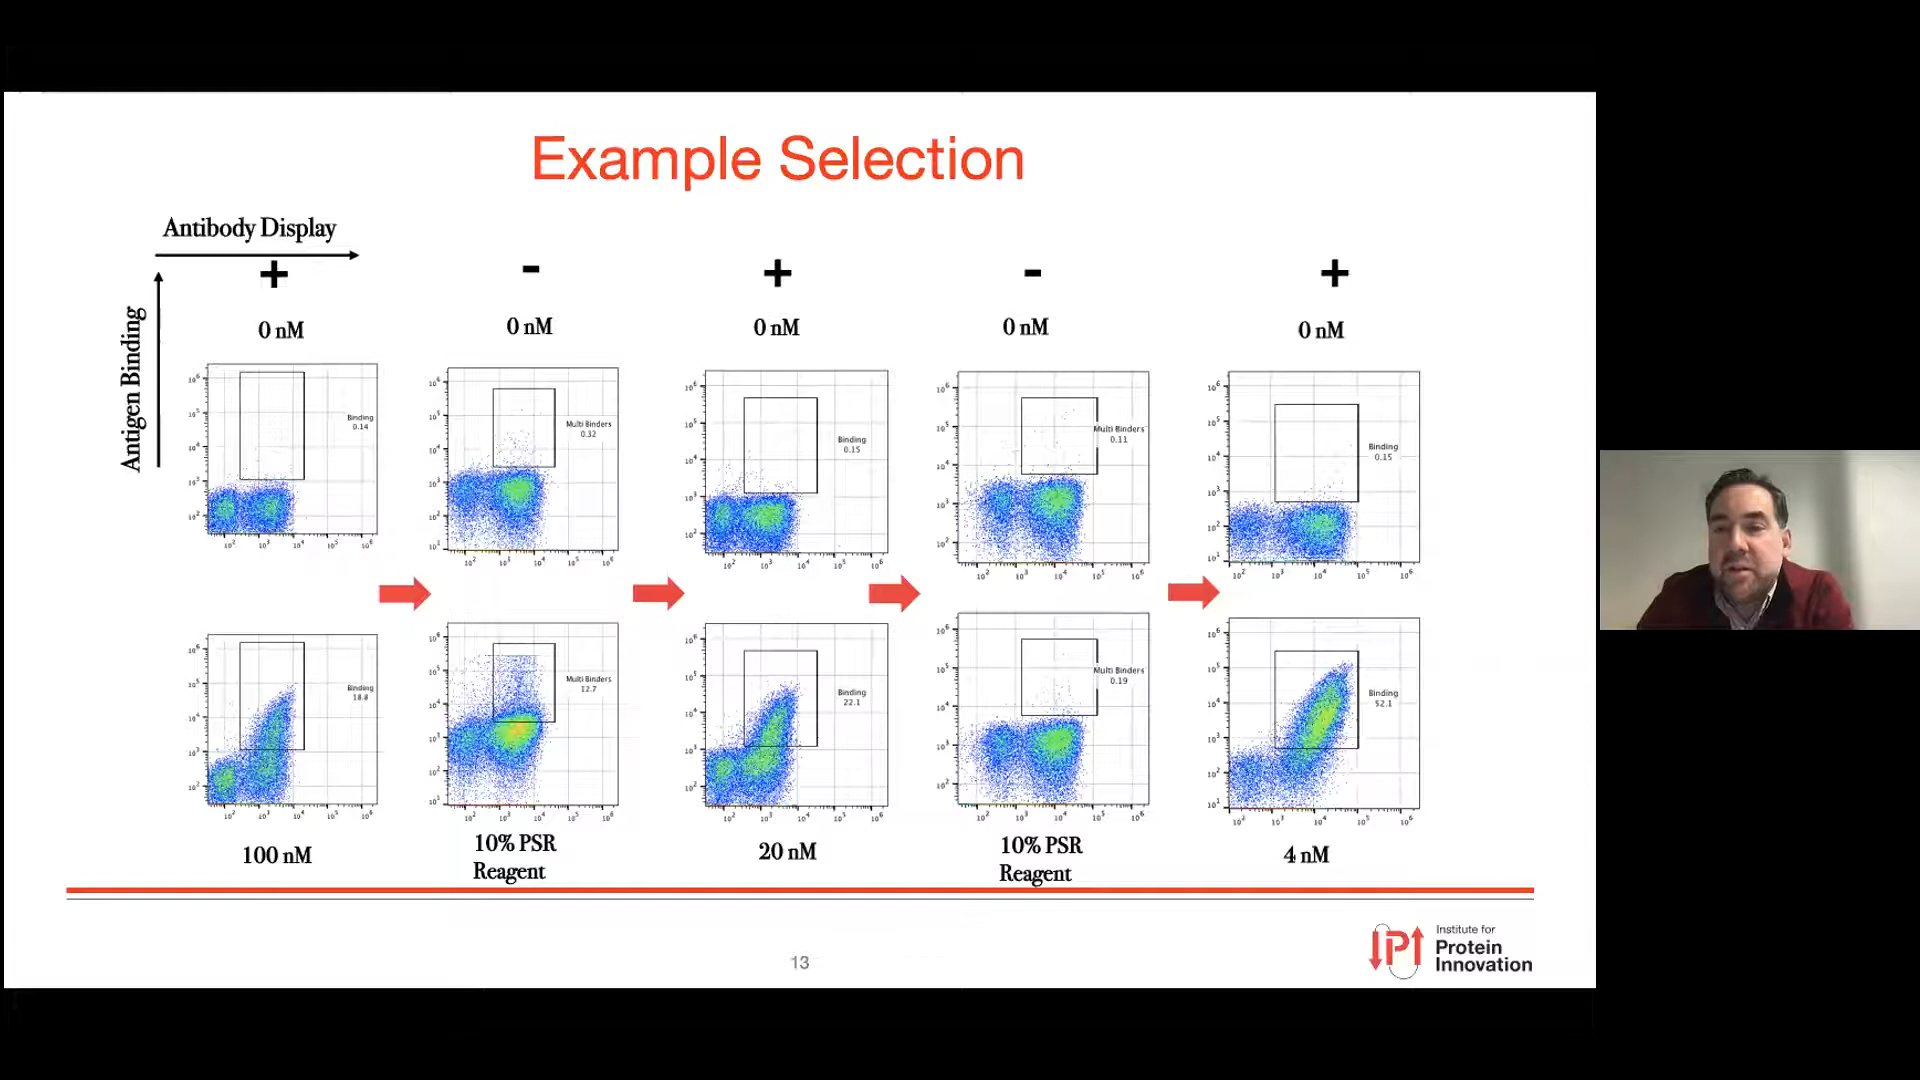 Example Selection
Antibody Display
Antigen Binding
+
-
+
-
+
0 nM
0 nM
0 nM
0 nM
0 nM
Binding
0.14
Multi Binders
0.32
Binding
0.15
Multi Binders
0.11
Binding
0.15
Binding
18.8
Multi Binders
12.7
Binding
22.1
Multi Binders
0.19
Binding
52.1
100 nM
10% PSR
Reagent
20 nM
10% PSR
Reagent
4 nM
13
IPI
Institute for
Protein
Innovation